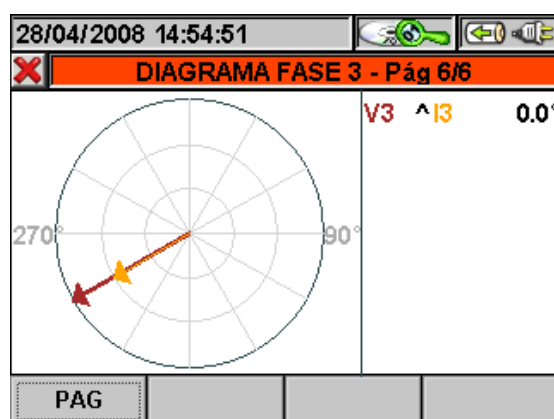 28/04/2008 14:54:51
DIAGRAMA FASE 3 - Pág 6/6
V3 ^ I3 0.0°
270°
90°
PAG